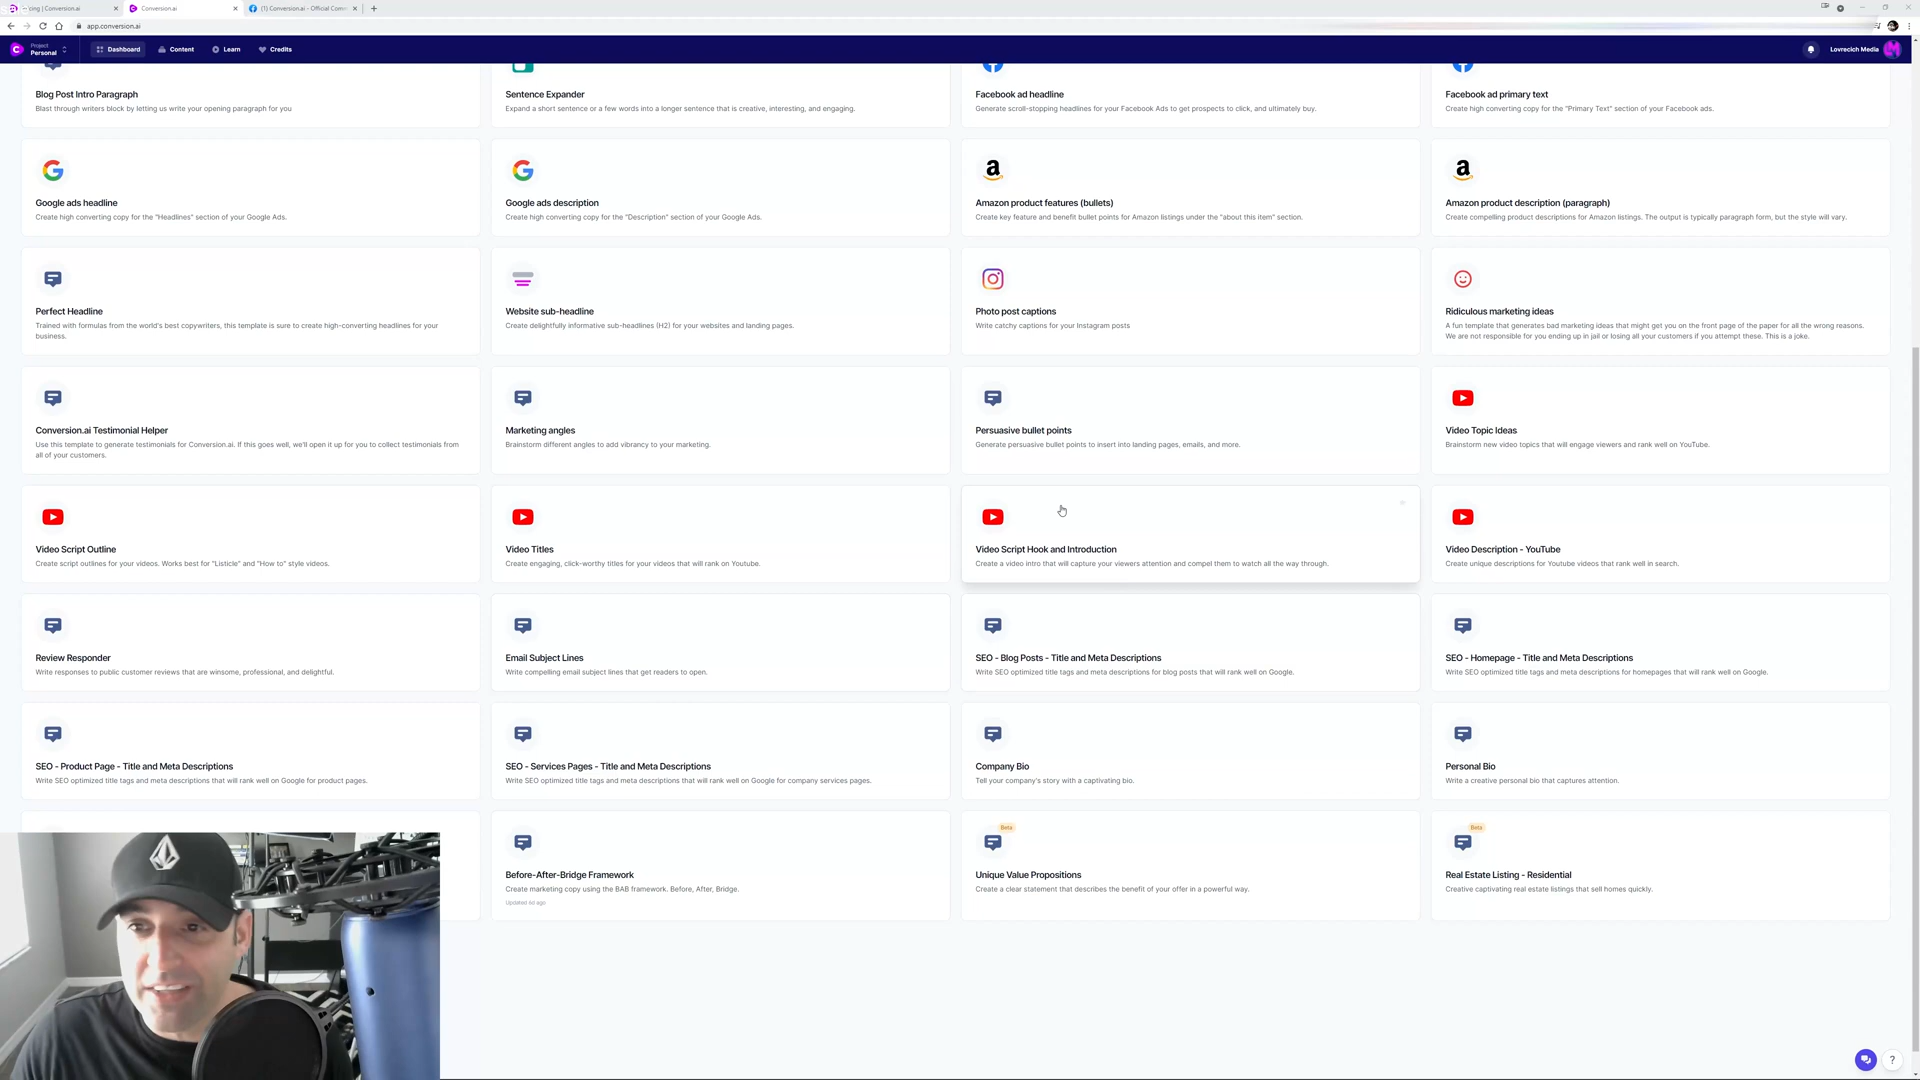 Conversion.ai
Conversion.ai
(1) Conversion.ai - Official Com
app.conversion.ai
Project
Personal
Dashboard
Content
Learn
Credits
Lovrecich Media
Blog Post Intro Paragraph
Blast through writers block by letting us write your opening paragraph for you
Sentence Expander
Expand a short sentence or a few words into a longer sentence that is creative, interesting, and engaging.
Facebook ad headline
Generate scroll-stopping headlines for your Facebook Ads to get prospects to click, and ultimately buy.
Facebook ad primary text
Create high converting copy for the "Primary Text" section of your Facebook ads.
Google ads headline
Create high converting copy for the "Headlines" section of your Google Ads.
Google ads description
Create high converting copy for the "Description" section of your Google Ads.
Amazon product features (bullets)
Create key feature and benefit bullet points for Amazon listings under the "about this item" section.
Amazon product description (paragraph)
Create compelling product descriptions for Amazon listings. The output is typically paragraph form, but the style will vary.
Perfect Headline
Trained with formulas from the world's best copywriters, this template is sure to create high-converting headlines for your
business.
Website sub-headline
Create delightfully informative sub-headlines (H2) for your websites and landing pages.
Photo post captions
Write catchy captions for your Instagram posts
Ridiculous marketing ideas
A fun template that generates bad marketing ideas that might get you on the front page of the paper for all the wrong reasons.
We are not responsible for you ending up in jail or losing all your customers if you attempt these. This is a joke.
Conversion.ai Testimonial Helper
Use this template to generate testimonials for Conversion.ai. If this goes well, we'll open it up for you to collect testimonials from
all of your customers.
Marketing angles
Brainstorm different angles to add vibrancy to your marketing.
Persuasive bullet points
Generate persuasive bullet points to insert into landing pages, emails, and more.
Video Topic Ideas
Brainstorm new video topics that will engage viewers and rank well on YouTube.
Video Script Outline
Create script outlines for your videos. Works best for "Listicle" and "How to" style videos.
Video Titles
Create engaging, click-worthy titles for your videos that will rank on Youtube.
Video Script Hook and Introduction
Create a video intro that will capture your viewers attention and compel them to watch all the way through.
Video Description - YouTube
Create unique descriptions for Youtube videos that rank well in search.
Review Responder
Write responses to public customer reviews that are winsome, professional, and delightful.
Email Subject Lines
Write compelling email subject lines that get readers to open.
SEO - Blog Posts - Title and Meta Descriptions
Write SEO optimized title tags and meta descriptions for blog posts that will rank well on Google.
SEO - Homepage - Title and Meta Descriptions
Write SEO optimized title tags and meta descriptions for homepages that will rank well on Google.
SEO - Product Page - Title and Meta Descriptions
Write SEO optimized title tags and meta descriptions that will rank well on Google for product pages.
SEO - Services Pages - Title and Meta Descriptions
Write SEO optimized title tags and meta descriptions that will rank well on Google for company services pages.
Company Bio
Tell your company's story with a captivating bio.
Personal Bio
Write a creative personal bio that captures attention.
Before-After-Bridge Framework
Create marketing copy using the BAB framework. Before, After, Bridge.
Updated 6d ago
Beta
Unique Value Propositions
Create a clear statement that describes the benefit of your offer in a powerful way.
Beta
Real Estate Listing - Residential
Creative captivating real estate listings that sell homes quickly.